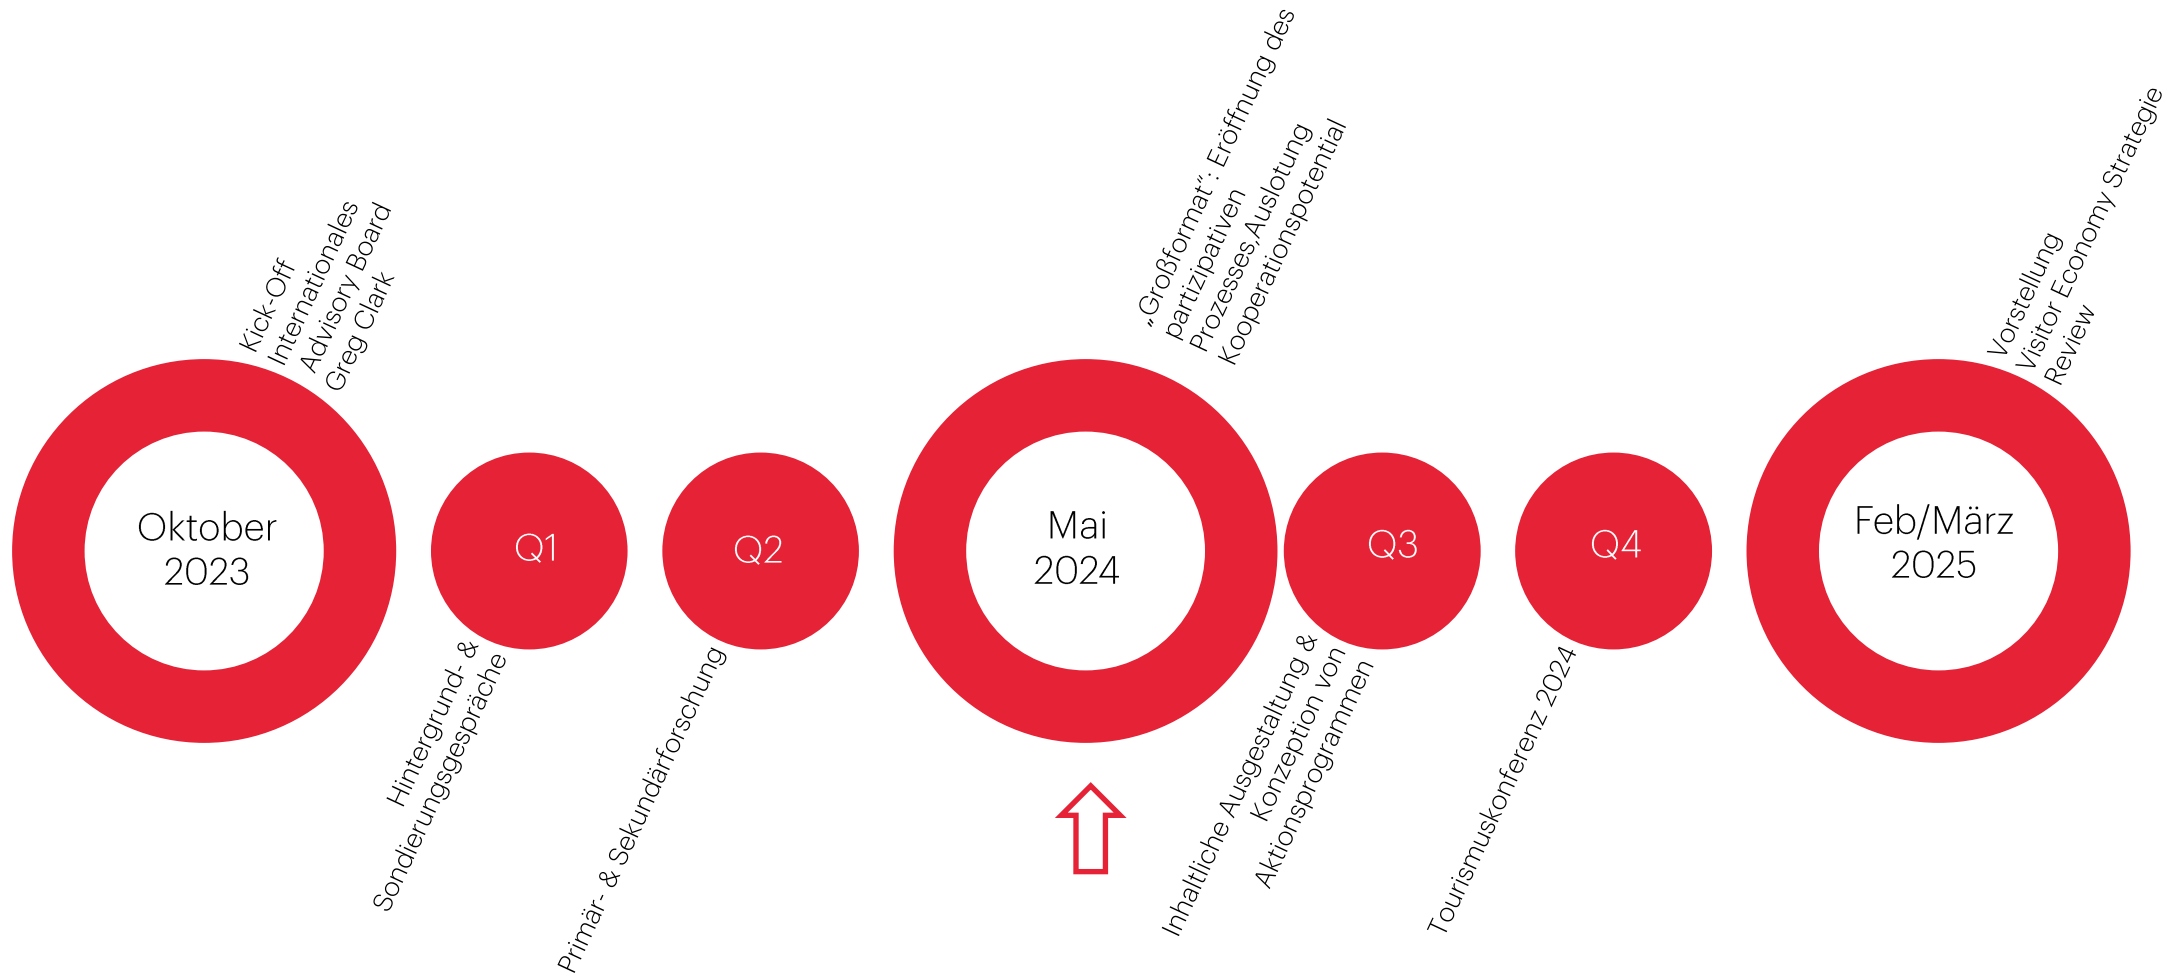 Kick-Off
Internationales
Advisory Board
Greg Clark
Oktober
2023
Q1
Hintergrund- &
Sondierungsgespräche
Q2
Primär- & Sekundärforschung
„Großformat“: Eröffnung des
partizipativen
Prozesses,Auslotung
Kooperationspotential
Mai
2024
Q3
Inhaltliche Ausgestaltung &
Konzeption von
Aktionsprogrammen
Q4
Tourismuskonferenz 2024
Vorstellung
Visitor Economy Strategie
Review
Feb/März
2025